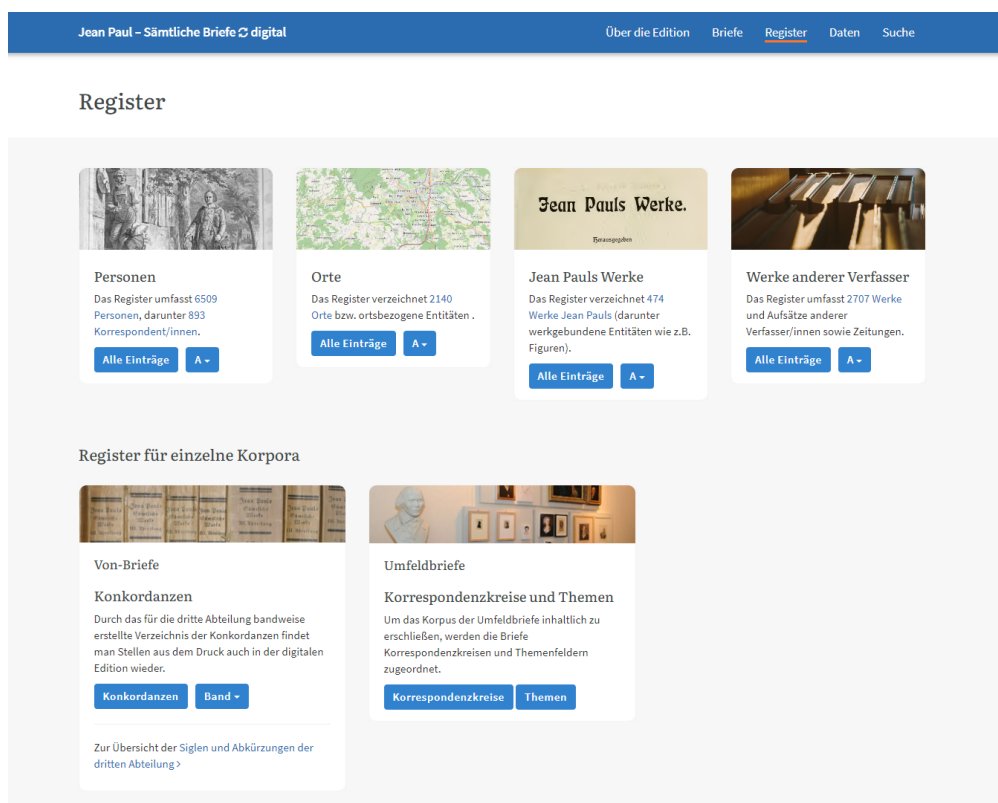 Jean Paul – Sämtliche Briefe digital
Über die Edition
Briefe
Register
Daten
Suche
Register
Jean Pauls Werke.
Herausgegeben
Personen
Das Register umfasst 6509
Personen, darunter 893
Korrespondent/innen.
Alle Einträge
A
Orte
Das Register verzeichnet 2140
Orte bzw. ortsbezogene Entitäten .
Alle Einträge
A
Jean Pauls Werke
Das Register verzeichnet 474
Werke Jean Pauls (darunter
werkgebundene Entitäten wie z.B.
Figuren).
Alle Einträge
A
Werke anderer Verfasser
Das Register umfasst 2707 Werke
und Aufsätze anderer
Verfasser/innen sowie Zeitungen.
Alle Einträge
A
Register für einzelne Korpora
Von-Briefe
Konkordanzen
Durch das für die dritte Abteilung bandweise
erstellte Verzeichnis der Konkordanzen findet
man Stellen aus dem Druck auch in der digitalen
Edition wieder.
Konkordanzen
Band
Zur Übersicht der Siglen und Abkürzungen der
dritten Abteilung >
Umfeldbriefe
Korrespondenzkreise und Themen
Um das Korpus der Umfeldbriefe inhaltlich zu
erschließen, werden die Briefe
Korrespondenzkreisen und Themenfeldern
zugeordnet.
Korrespondenzkreise
Themen